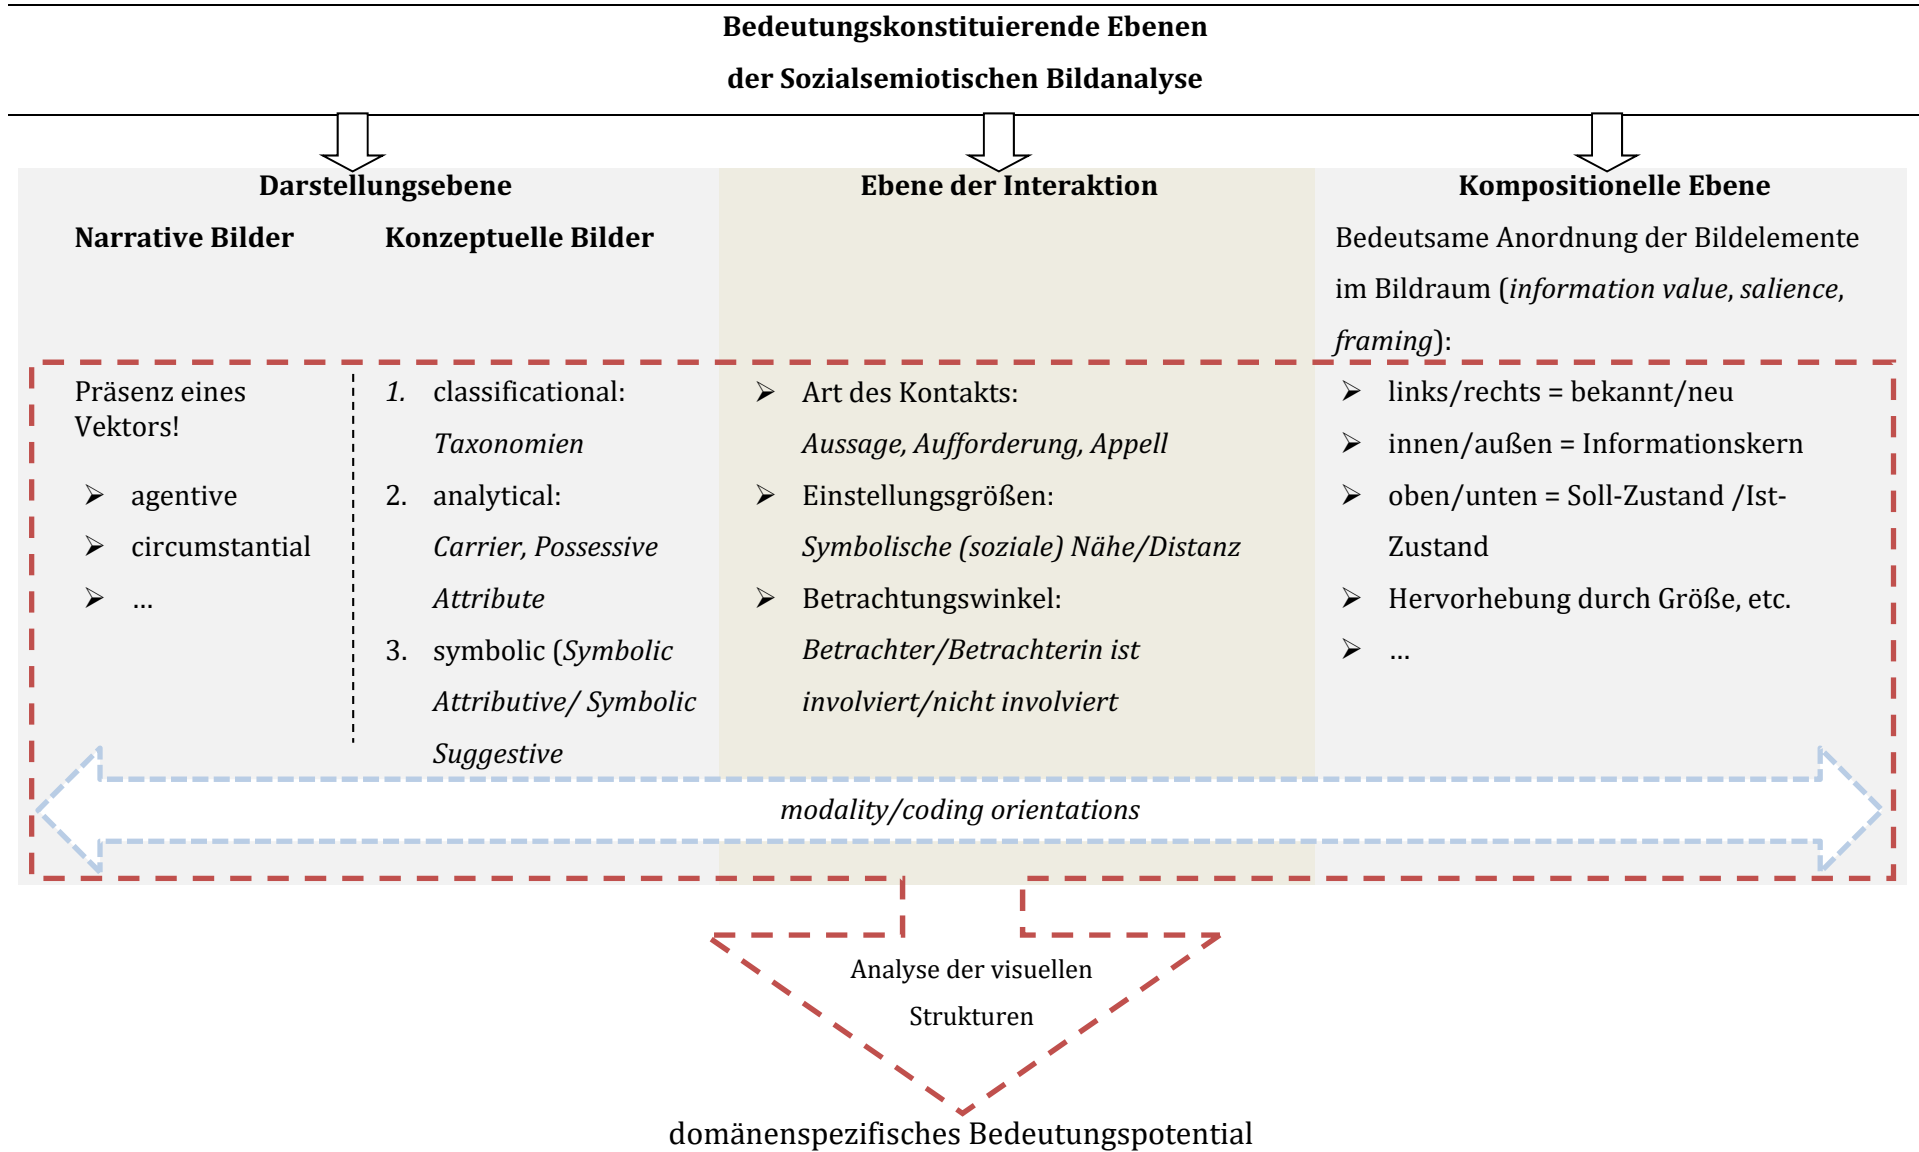 Bedeutungskonstituierende Ebenen
der Sozialsemiotischen Bildanalyse
Darstellungsebene
Narrative Bilder
Präsenz eines
Vektors!
➢ agentive
➢ circumstantial
➢ …
Konzeptuelle Bilder
1. classificational:
Taxonomien
2. analytical:
Carrier, Possessive
Attribute
3. symbolic (Symbolic
Attributive/ Symbolic
Suggestive
Ebene der Interaktion
➢ Art des Kontakts:
Aussage, Aufforderung, Appell
➢ Einstellungsgrößen:
Symbolische (soziale) Nähe/Distanz
➢ Betrachtungswinkel:
Betrachter/Betrachterin ist
involviert/nicht involviert
Kompositionelle Ebene
Bedeutsame Anordnung der Bildelemente
im Bildraum (information value, salience,
framing):
➢ links/rechts = bekannt/neu
➢ innen/außen = Informationskern
➢ oben/unten = Soll-Zustand /Ist-
Zustand
➢ Hervorhebung durch Größe, etc.
➢ …
modality/coding orientations
Analyse der visuellen
Strukturen
domänenspezifisches Bedeutungspotential